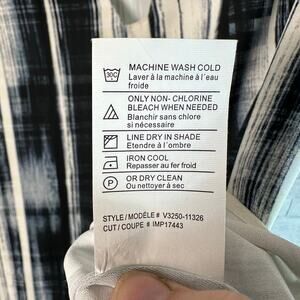 30C
MACHINE WASH COLD
Laver à la machine à l'eau
froide
ONLY NON- CHLORINE
BLEACH WHEN NEEDED
Blanchir sans chlore
si nécessaire
LINE DRY IN SHADE
Etendre à l'ombre
IRON COOL
Repasser au fer froid
P
OR DRY CLEAN
Ou nettoyer à sec
STYLE / MODÈLE # V3250-11326
CUT / COUPE # IMP17443